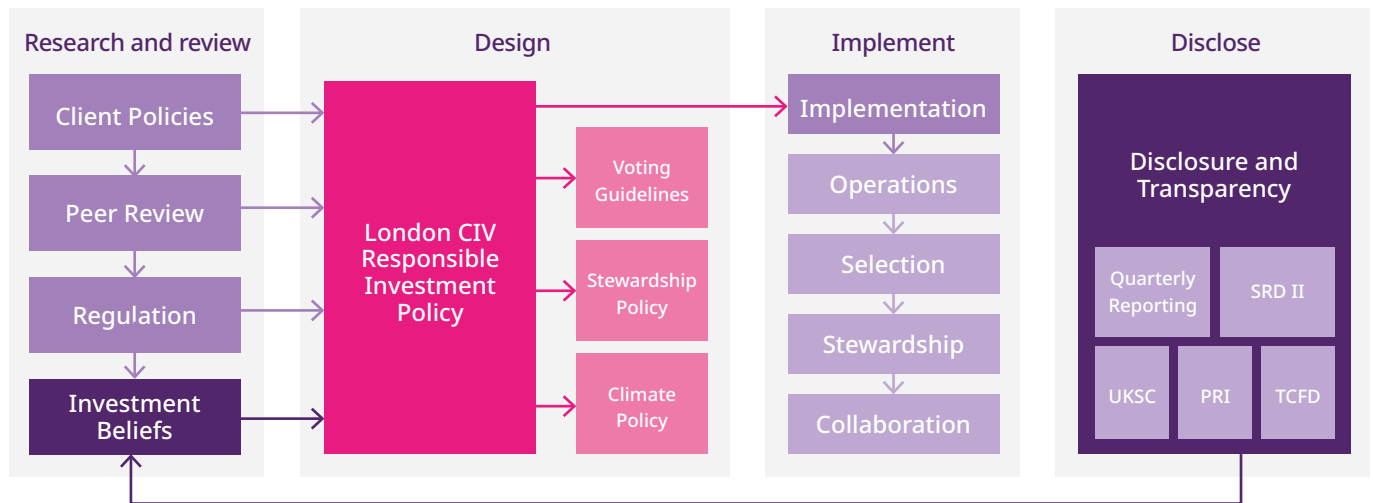 Research and review
Client Policies
Peer Review
Regulation
Investment
Beliefs
Design
London CIV
Responsible
Investment
Policy
Voting
Guidelines
Stewardship
Policy
Climate
Policy
Implement
Implementation
Operations
Selection
Stewardship
Collaboration
Disclose
Disclosure and
Transparency
Quarterly
Reporting
SRD II
UKSC
PRI
TCFD